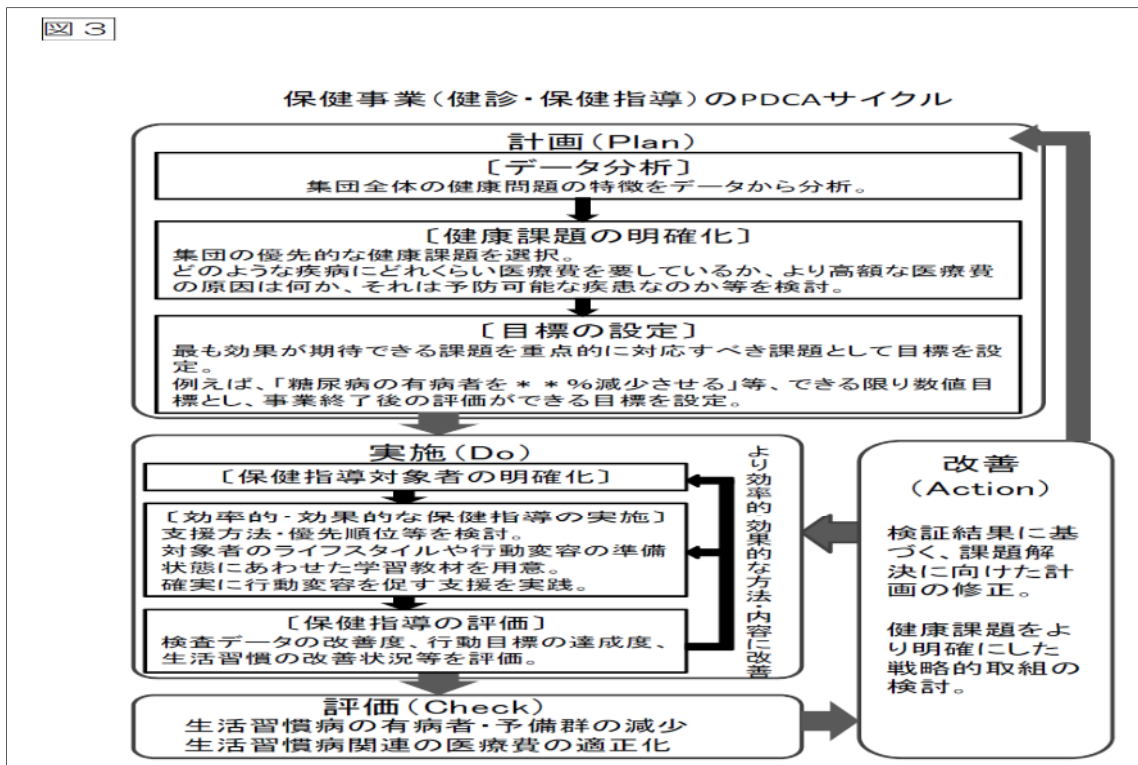 図 3
保健事業（健診・保健指導）のPDCAサイクル
計画（Plan）
〔データ分析〕
集団全体の健康問題の特徴をデータから分析。
〔健康課題の明確化〕
集団の優先的な健康課題を選択。
どのような疾病にどれくらい医療費を要しているか、より高額な医療費
の原因は何か、それは予防可能な疾患なのか等を検討。
〔目標の設定〕
最も効果が期待できる課題を重点的に対応すべき課題として目標を設
定。
例えば、「糖尿病の有病者を＊＊％減少させる」等、できる限り数値目
標とし、事業終了後の評価ができる目標を設定。
実施（Do）
〔保健指導対象者の明確化〕
〔効率的・効果的な保健指導の実施〕
支援方法・優先順位等を検討。
対象者のライフスタイルや行動変容の準備
状態にあわせた学習教材を用意。
確実に行動変容を促す支援を実践。
〔保健指導の評価〕
検査データの改善度、行動目標の達成度、
生活習慣の改善状況等を評価。
より効率的・効果的な方法・内容に改善
評価（Check）
生活習慣病の有病者・予備群の減少
生活習慣病関連の医療費の適正化
改善
（Action）
検証結果に基
づく、課題解
決に向けた計
画の修正。
健康課題をよ
り明確にした
戦略的取組の
検討。